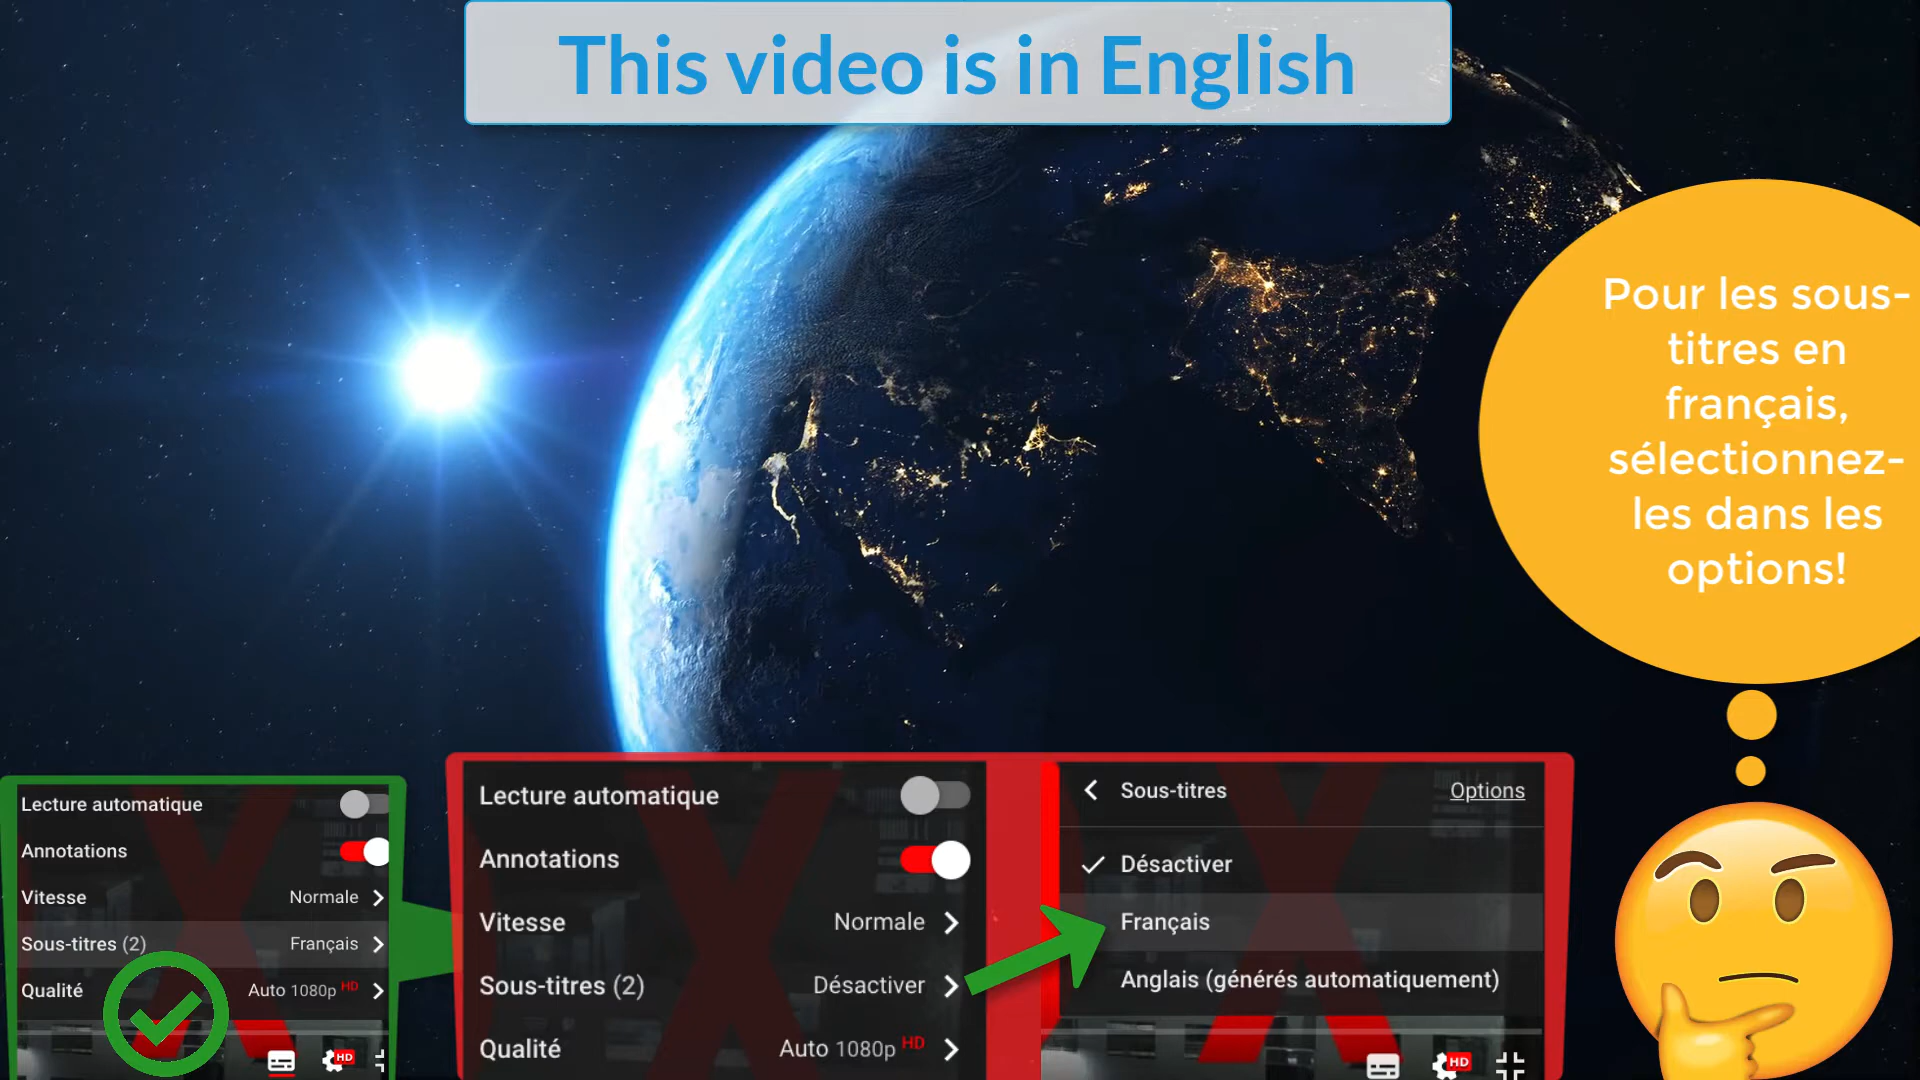 This video is in English
Pour les sous-
titres en
français,
sélectionnez-
les dans les
options!
Lecture automatique
Annotations
Vitesse Normale
Sous-titres (2) Français
Qualité Auto 1080p HD
HD
Lecture automatique
Annotations
Vitesse Normale
Sous-titres (2) Désactiver
Qualité Auto 1080p HD
Sous-titres Options
Désactiver
Français
Anglais (générés automatiquement)
HD